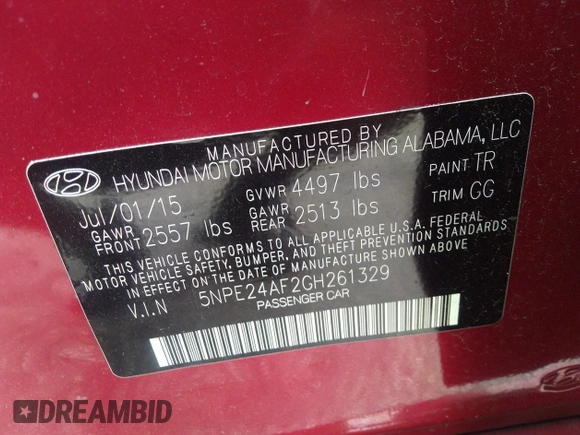 MANUFACTURED BY
HYUNDAI MOTOR MANUFACTURING ALABAMA, LLC
Jul/01/15 GVWR 4497 lbs PAINT TR
GAWR FRONT 2557 lbs GAWR REAR 2513 lbs TRIM GG
THIS VEHICLE CONFORMS TO ALL APPLICABLE U.S.A. FEDERAL
MOTOR VEHICLE SAFETY, BUMPER, AND THEFT PREVENTION STANDARDS
IN EFFECT ON THE DATE OF MANUFACTURE SHOWN ABOVE.
V.I.N 5NPE24AF2GH261329
PASSENGER CAR
DREAMBID